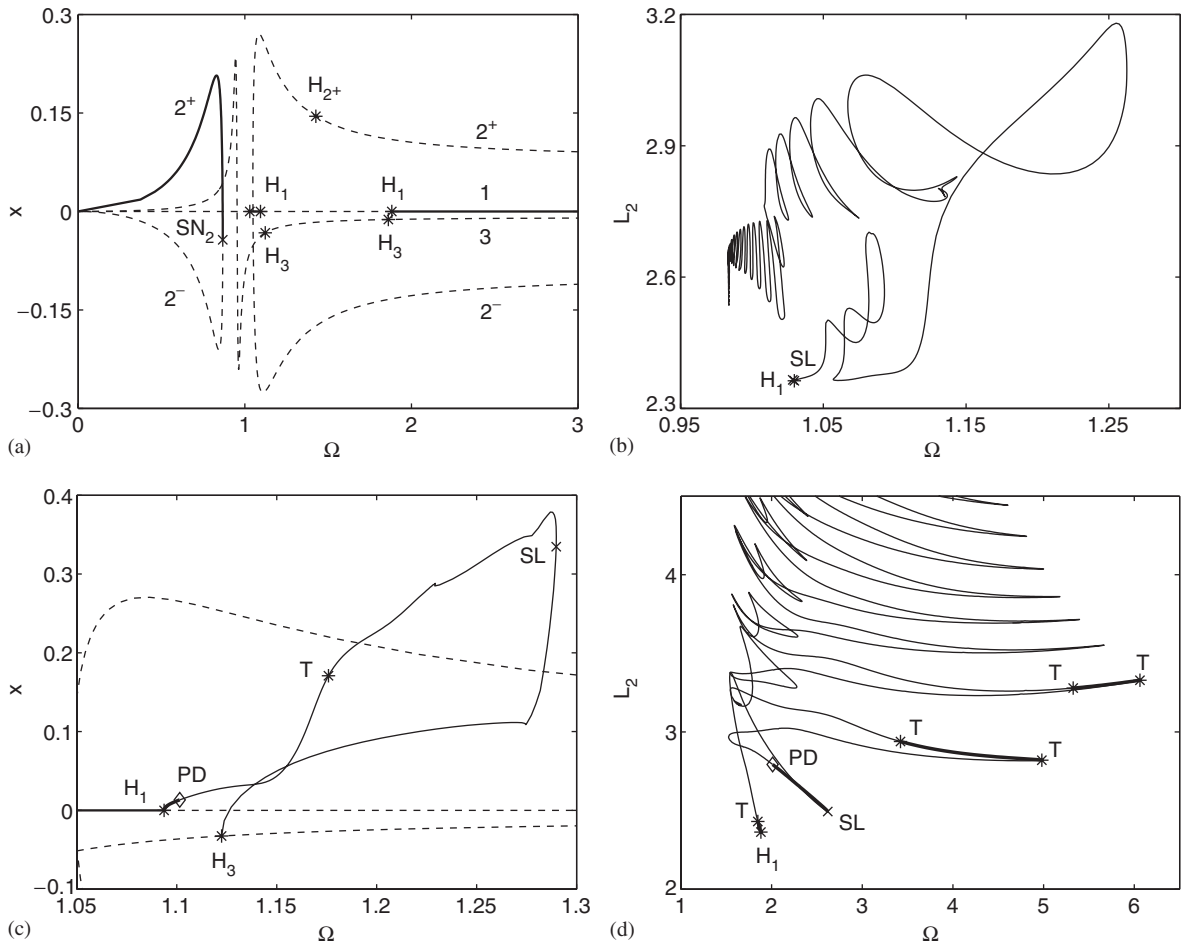 0.3
0.15
0
−0.15
−0.3
x
2+
2−
SN2
H2+
2+
H1
H1
1
H3
H3
3
2−
0
1
2
3
Ω
(a)
3.2
2.9
2.6
2.3
L2
SL
H1
0.95
1.05
1.15
1.25
Ω
(b)
0.4
0.3
0.2
0.1
0
−0.1
x
SL
T
H1
PD
H3
1.05
1.1
1.15
1.2
1.25
1.3
Ω
(c)
4
3
2
L2
T
T
T
T
PD
SL
T
H1
1
2
3
4
5
6
Ω
(d)